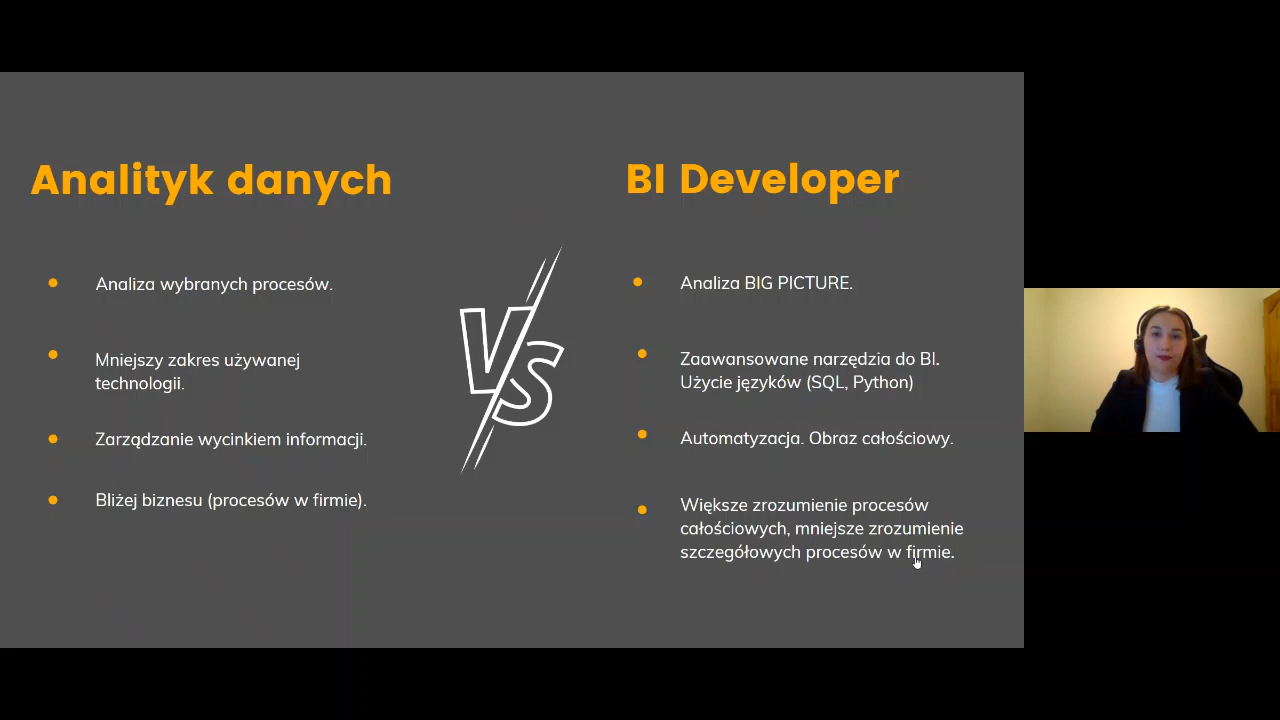 Analityk danych
Analiza wybranych procesów.
Mniejszy zakres używanej
technologii.
Zarządzanie wycinkiem informacji.
Bliżej biznesu (procesów w firmie).
VS
BI Developer
Analiza BIG PICTURE.
Zaawansowane narzędzia do BI.
Użycie języków (SQL, Python)
Automatyzacja. Obraz całościowy.
Większe zrozumienie procesów
całościowych, mniejsze zrozumienie
szczegółowych procesów w firmie.